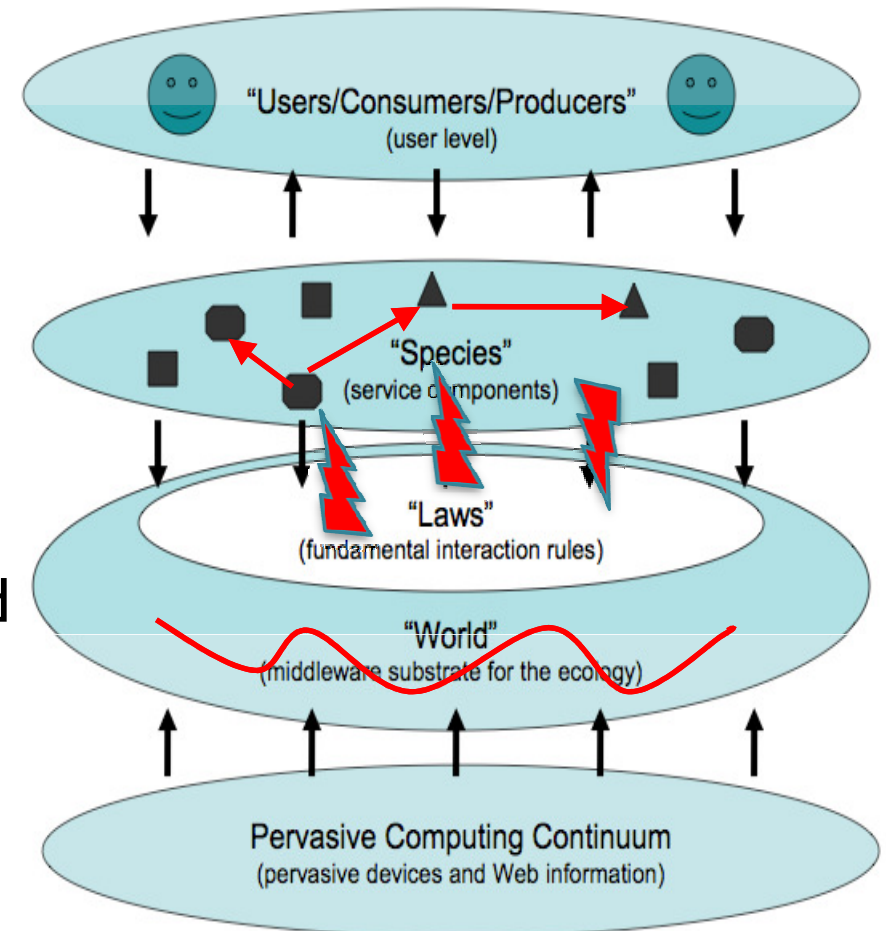 “Users/Consumers/Producers”
(user level)
“Species”
(service components)
“Laws”
(fundamental interaction rules)
d
“World”
(middleware substrate for the ecology)
Pervasive Computing Continuum
(pervasive devices and Web information)